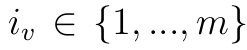 i_v ∈ {1, ..., m}